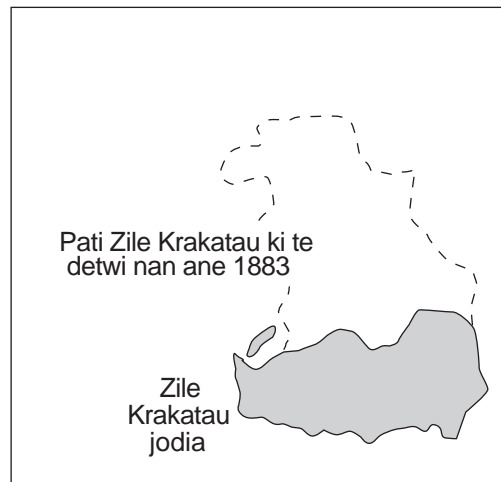 Pati Zile Krakatau ki te
detwi nan ane 1883
Zile
Krakatau
jodia